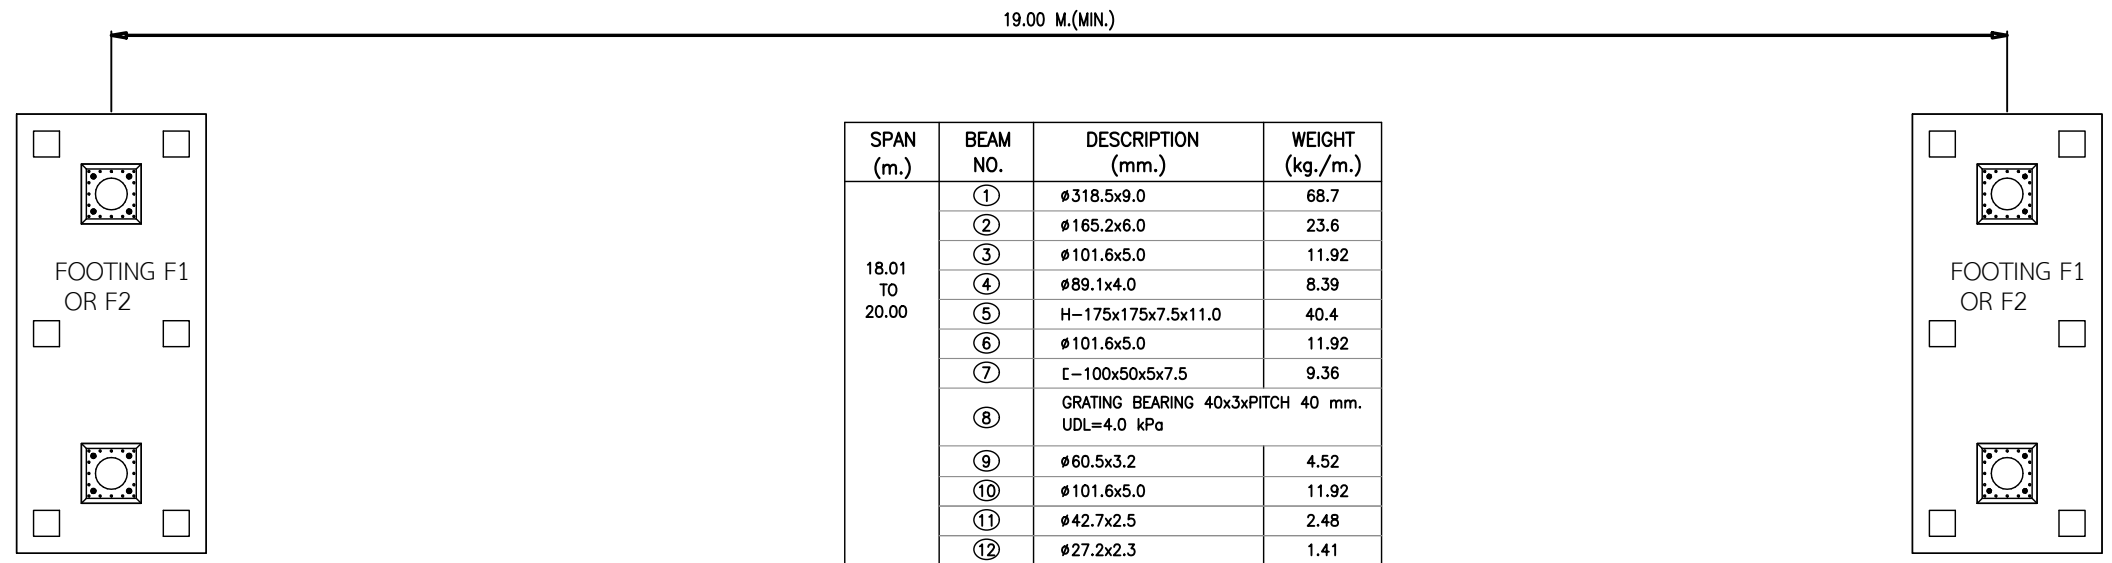 19.00 M.(MIN.)
FOOTING F1
OR F2
SPAN (m.) BEAM NO. DESCRIPTION (mm.) WEIGHT (kg./m.)
18.01
TO
20.00
① ø318.5x9.0 68.7
② ø165.2x6.0 23.6
③ ø101.6x5.0 11.92
④ ø89.1x4.0 8.39
⑤ H-175x175x7.5x11.0 40.4
⑥ ø101.6x5.0 11.92
⑦ [-100x50x5x7.5 9.36
⑧ GRATING BEARING 40x3xPITCH 40 mm.
UDL=4.0 kPa
⑨ ø60.5x3.2 4.52
⑩ ø101.6x5.0 11.92
⑪ ø42.7x2.5 2.48
⑫ ø27.2x2.3 1.41
FOOTING F1
OR F2